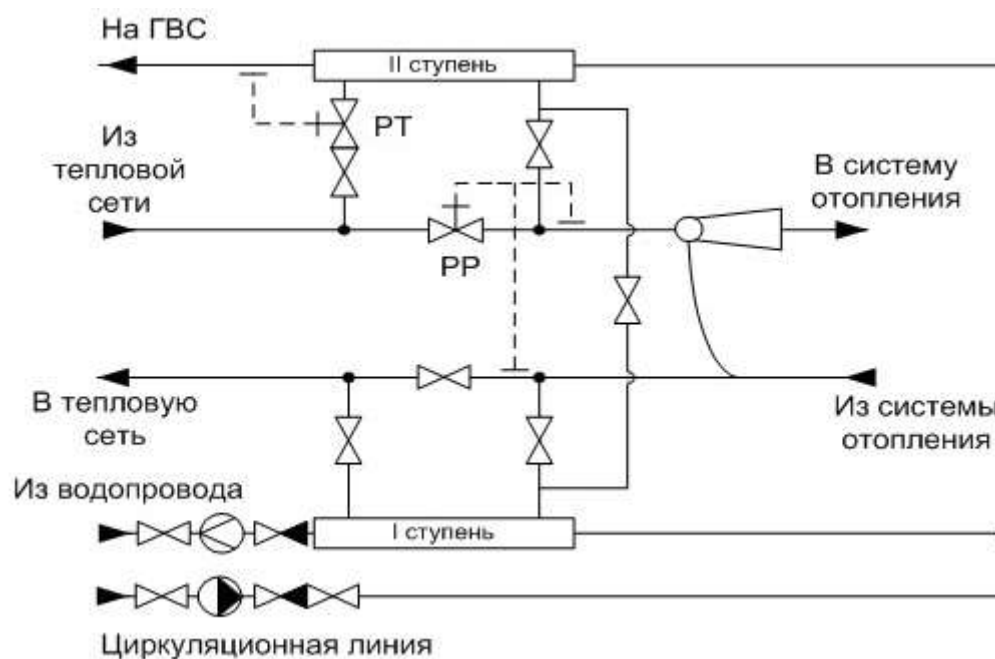 На ГВС
II ступень
РТ
Из
тепловой
сети
В систему
отопления
РР
В тепловую
сеть
Из системы
отопления
Из водопровода
I ступень
Циркуляционная линия